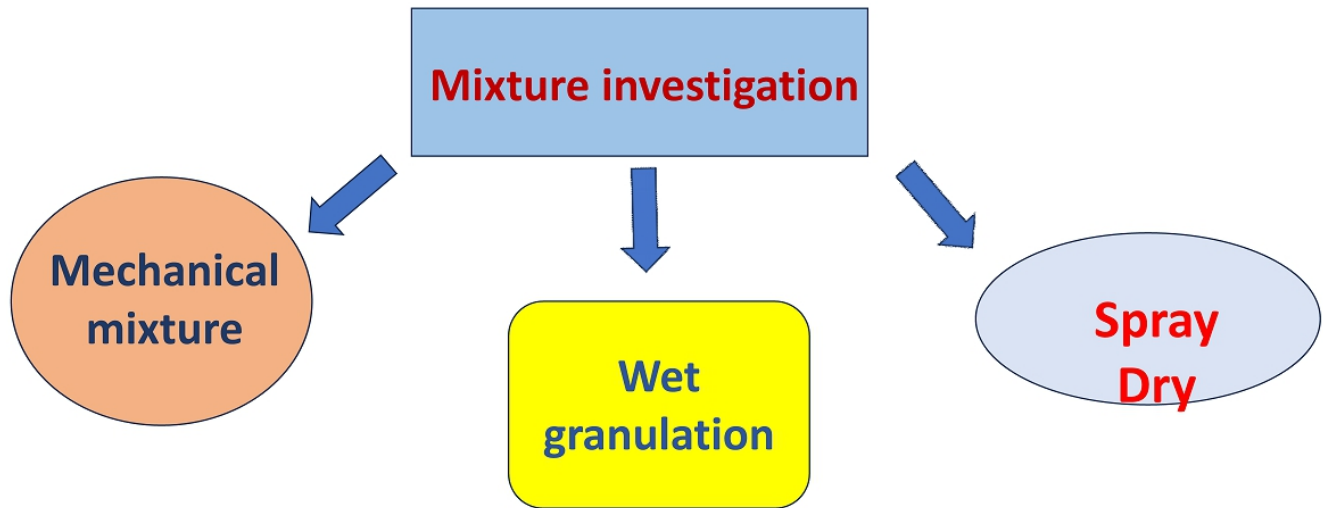 Mixture investigation
Mechanical
mixture
Wet
granulation
Spray
Dry